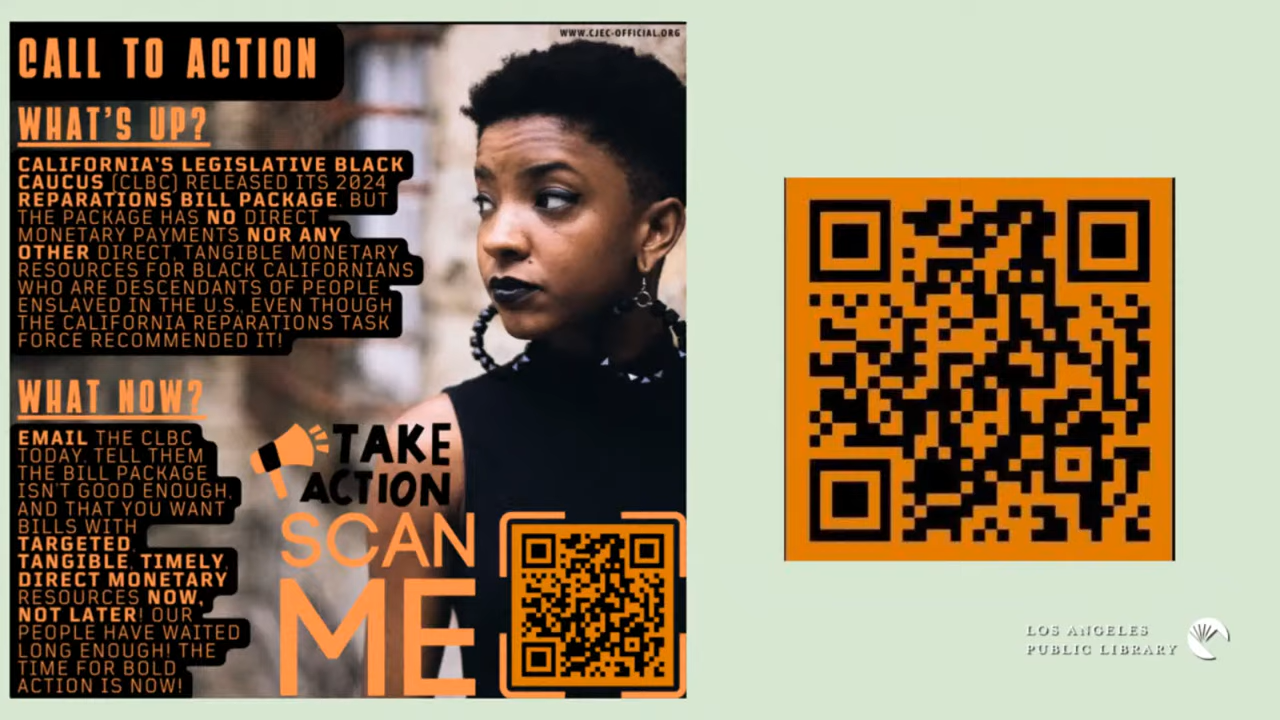 WWW.CJEC-OFFICIAL.ORG
CALL TO ACTION
WHAT'S UP?
CALIFORNIA'S LEGISLATIVE BLACK
CAUCUS (CLBC) RELEASED ITS 2024
REPARATIONS BILL PACKAGE. BUT
THE PACKAGE HAS NO DIRECT
MONETARY PAYMENTS NOR ANY
OTHER DIRECT, TANGIBLE MONETARY
RESOURCES FOR BLACK CALIFORNIANS
WHO ARE DESCENDANTS OF PEOPLE
ENSLAVED IN THE U.S., EVEN THOUGH
THE CALIFORNIA REPARATIONS TASK
FORCE RECOMMENDED IT!
WHAT NOW?
EMAIL THE CLBC
TODAY, TELL THEM
THE BILL PACKAGE
ISN'T GOOD ENOUGH,
AND THAT YOU WANT
BILLS WITH
TARGETED,
TANGIBLE, TIMELY,
DIRECT MONETARY
RESOURCES NOW,
NOT LATER! OUR
PEOPLE HAVE WAITED
LONG ENOUGH! THE
TIME FOR BOLD
ACTION IS NOW!
TAKE
ACTION
SCAN
ME
LOS ANGELES
PUBLIC LIBRARY